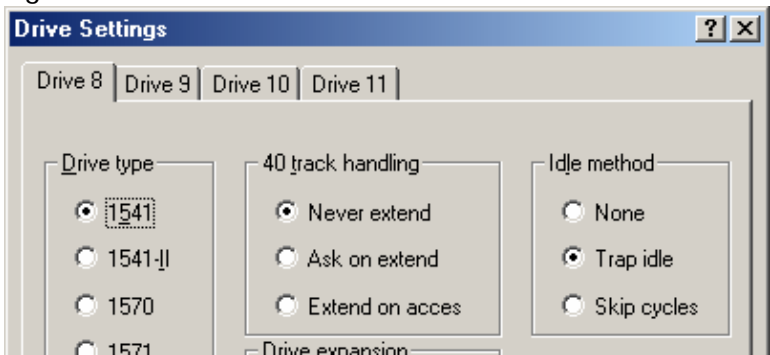 Drive Settings
Drive 8 Drive 9 Drive 10 Drive 11
Drive type
1541
1541-II
1570
1571
40 track handling
Never extend
Ask on extend
Extend on acces
Drive expansion
Idle method
None
Trap idle
Skip cycles